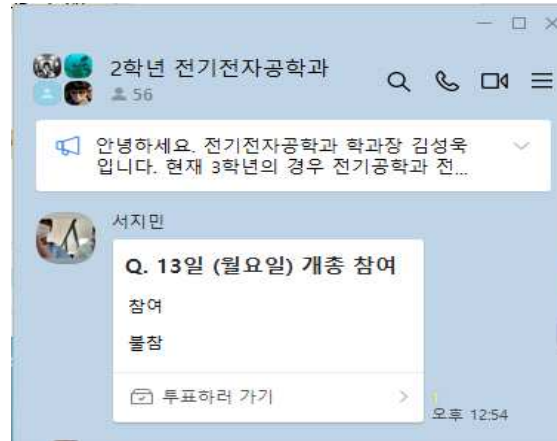 2학년 전기전자공학과
56
안녕하세요. 전기전자공학과 학과장 김성욱
입니다. 현재 3학년의 경우 전기공학과 전...
서지민
Q. 13일 (월요일) 개총 참여
참여
불참
투표하러 가기
오후 12:54